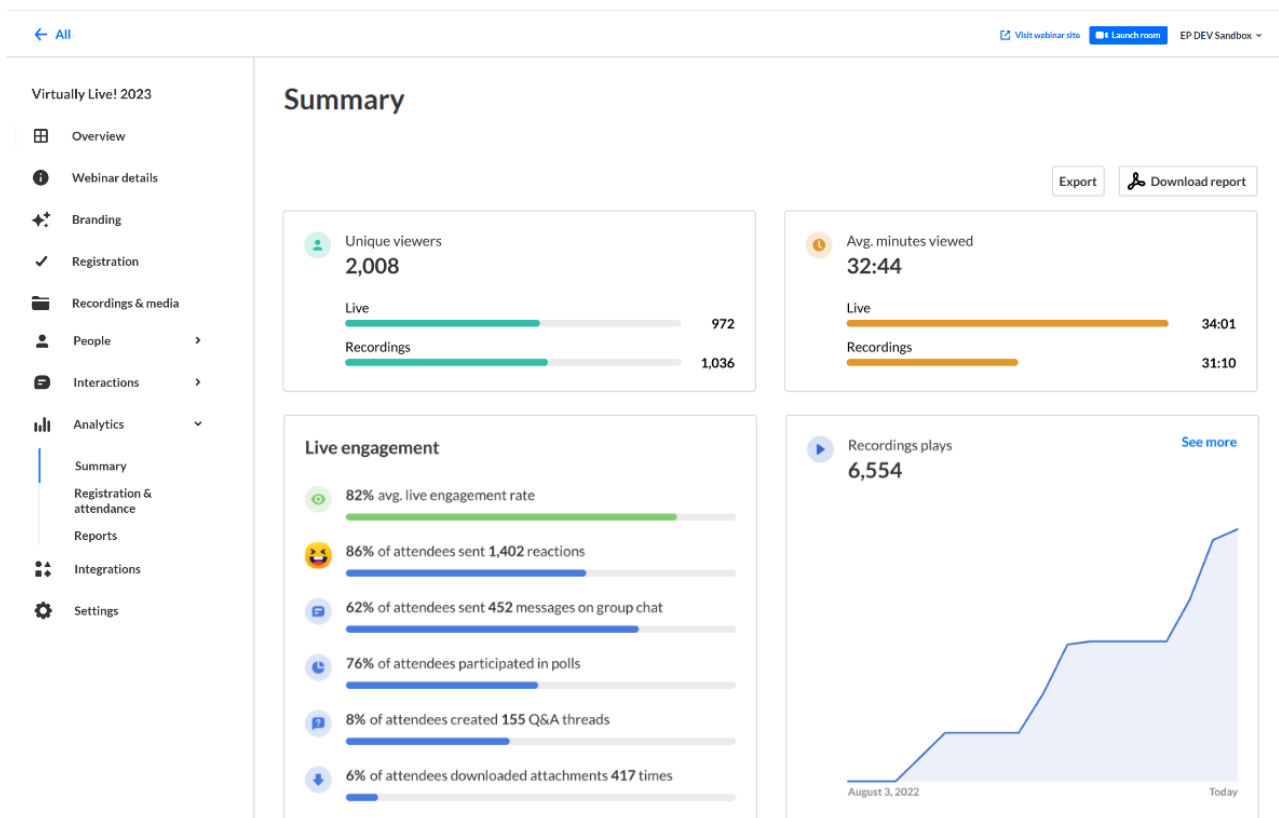 ← All
Visit webinar site
Launch room
EP DEV Sandbox
Virtually Live! 2023
Overview
Webinar details
Branding
Registration
Recordings & media
People
Interactions
Analytics
Summary
Registration &
attendance
Reports
Integrations
Settings
Summary
Export
Download report
Unique viewers
2,008
Live
972
Recordings
1,036
Avg. minutes viewed
32:44
Live
34:01
Recordings
31:10
Live engagement
82% avg. live engagement rate
86% of attendees sent 1,402 reactions
62% of attendees sent 452 messages on group chat
76% of attendees participated in polls
8% of attendees created 155 Q&A threads
6% of attendees downloaded attachments 417 times
Recordings plays
See more
6,554
August 3, 2022
Today